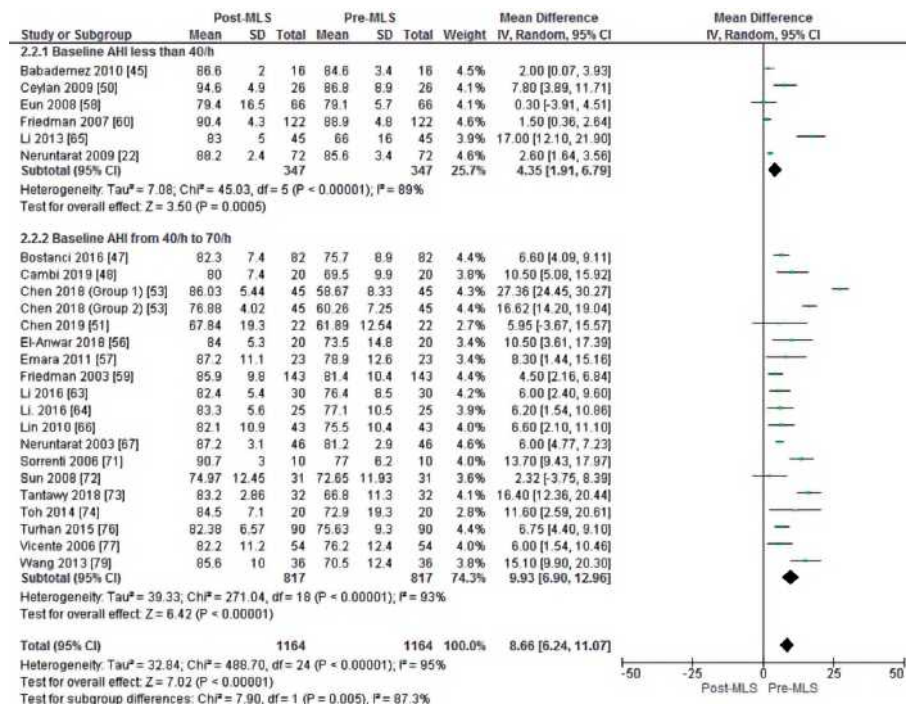 Post-MLS Pre-MLS Mean Difference Mean Difference
Study or Subgroup Mean SD Total Mean SD Total Weight IV, Random, 95% CI IV, Random, 95% CI
2.2.1 Baseline AHI less than 40/h
Babademez 2010 [45] 86.6 2 16 84.6 3.4 16 4.5% 2.00 [0.07, 3.93]
Ceylan 2009 [50] 94.6 4.9 26 86.8 8.9 26 4.1% 7.80 [3.89, 11.71]
Eun 2008 [58] 79.4 16.5 66 79.1 5.7 66 4.0% 0.30 [-3.91, 4.51]
Friedman 2007 [60] 90.4 4.3 122 88.9 4.8 122 4.6% 1.50 [0.36, 2.64]
Li 2013 [65] 83 5 45 66 16 45 3.9% 17.00 [12.10, 21.90]
Neruntarat 2009 [22] 88.2 2.4 72 85.6 3.4 72 4.6% 2.60 [1.64, 3.56]
Subtotal (95% CI) 347 347 25.7% 4.35 [1.91, 6.79]
Heterogeneity: Tau² = 7.08; Chi² = 45.03, df = 5 (P < 0.00001); I² = 89%
Test for overall effect: Z = 3.50 (P = 0.0005)
2.2.2 Baseline AHI from 40/h to 70/h
Bostanci 2016 [47] 82.3 7.4 82 75.7 8.9 82 4.4% 6.60 [4.09, 9.11]
Cambi 2019 [48] 80 7.4 20 69.5 9.9 20 3.8% 10.50 [5.08, 15.92]
Chen 2018 (Group 1) [53] 86.03 5.44 45 58.67 8.33 45 4.3% 27.36 [24.45, 30.27]
Chen 2018 (Group 2) [53] 76.88 4.02 45 60.26 7.25 45 4.4% 16.62 [14.20, 19.04]
Chen 2019 [51] 67.84 19.3 22 61.89 12.54 22 2.7% 5.95 [-3.67, 15.57]
El-Anwar 2018 [56] 84 5.3 20 73.5 14.8 20 3.4% 10.50 [3.61, 17.39]
Emara 2011 [57] 87.2 11.1 23 78.9 12.6 23 3.4% 8.30 [1.44, 15.16]
Friedman 2003 [59] 85.9 9.8 143 81.4 10.4 143 4.4% 4.50 [2.16, 6.84]
Li 2016 [63] 82.4 5.4 30 76.4 8.5 30 4.2% 6.00 [2.40, 9.60]
Li. 2016 [64] 83.3 5.6 25 77.1 10.5 25 4.0% 6.20 [1.54, 10.86]
Lin 2010 [66] 82.1 10.9 43 75.5 10.4 43 4.0% 6.60 [2.10, 11.10]
Neruntarat 2003 [67] 87.2 3.1 46 81.2 2.9 46 4.6% 6.00 [4.77, 7.23]
Sorrenti 2006 [71] 90.7 3 10 77 6.2 10 4.0% 13.70 [9.43, 17.97]
Sun 2008 [72] 74.97 12.45 31 72.65 11.93 31 3.6% 2.32 [-3.75, 8.39]
Tantawy 2018 [73] 83.2 2.86 32 66.8 11.3 32 4.1% 16.40 [12.36, 20.44]
Toh 2014 [74] 84.5 7.1 20 72.9 19.3 20 2.8% 11.60 [2.59, 20.61]
Turhan 2015 [76] 82.38 6.57 90 75.63 9.3 90 4.4% 6.75 [4.40, 9.10]
Vicente 2006 [77] 82.2 11.2 54 76.2 12.4 54 4.0% 6.00 [1.54, 10.46]
Wang 2013 [79] 85.6 10 36 70.5 12.4 36 3.8% 15.10 [9.90, 20.30]
Subtotal (95% CI) 817 817 74.3% 9.93 [6.90, 12.96]
Heterogeneity: Tau² = 39.33; Chi² = 271.04, df = 18 (P < 0.00001); I² = 93%
Test for overall effect: Z = 6.42 (P < 0.00001)
Total (95% CI) 1164 1164 100.0% 8.66 [6.24, 11.07]
Heterogeneity: Tau² = 32.84; Chi² = 488.70, df = 24 (P < 0.00001); I² = 95%
Test for overall effect: Z = 7.02 (P < 0.00001)
Test for subgroup differences: Chi² = 7.90, df = 1 (P = 0.005), I² = 87.3%
-50 -25 0 25 50
Post-MLS Pre-MLS